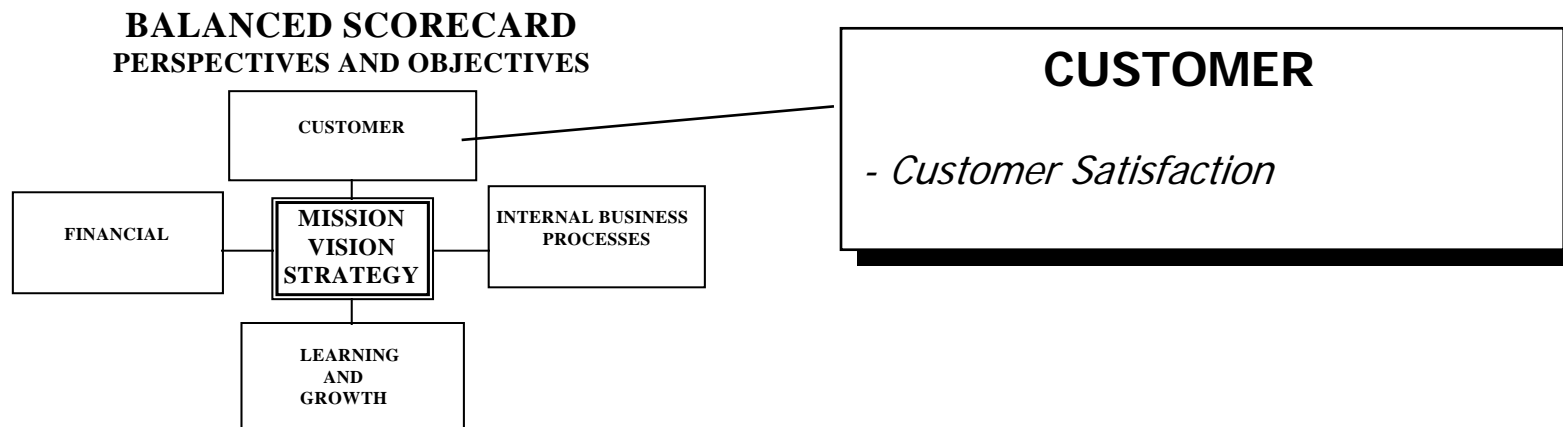 BALANCED SCORECARD
PERSPECTIVES AND OBJECTIVES
CUSTOMER
FINANCIAL
MISSION
VISION
STRATEGY
INTERNAL BUSINESS
PROCESSES
LEARNING
AND
GROWTH
CUSTOMER
- Customer Satisfaction